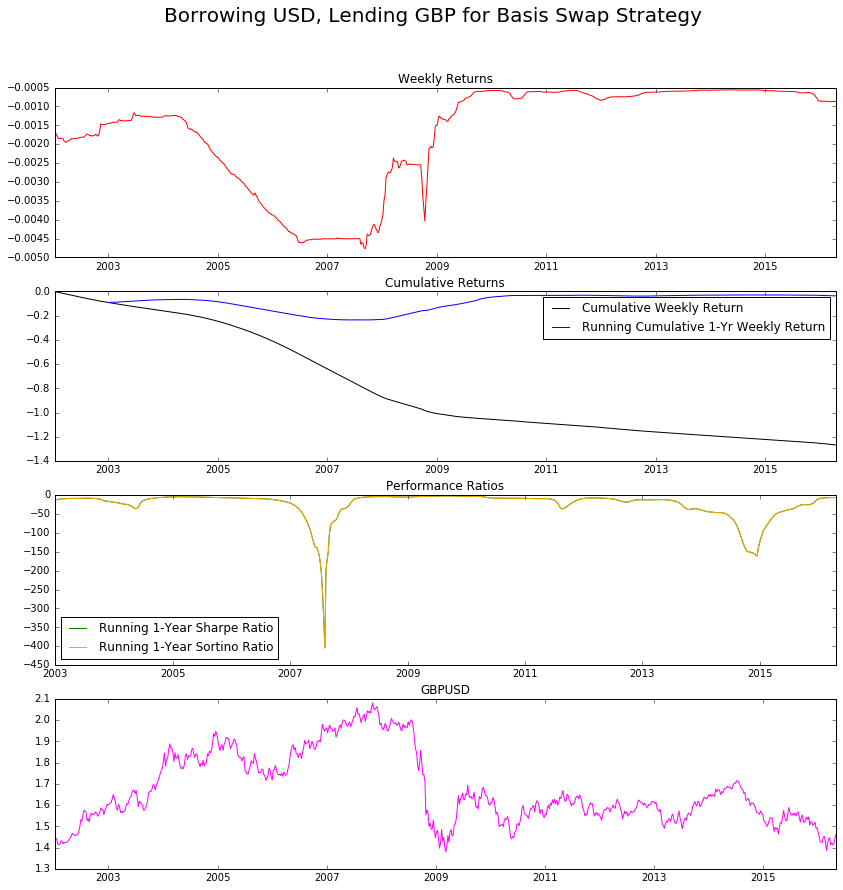 Borrowing USD, Lending GBP for Basis Swap Strategy
Weekly Returns
−0.0005
−0.0010
−0.0015
−0.0020
−0.0025
−0.0030
−0.0035
−0.0040
−0.0045
−0.0050
2003 2005 2007 2009 2011 2013 2015
Cumulative Returns
0.0
−0.2
−0.4
−0.6
−0.8
−1.0
−1.2
−1.4
Cumulative Weekly Return
Running Cumulative 1-Yr Weekly Return
2003 2005 2007 2009 2011 2013 2015
Performance Ratios
0
−50
−100
−150
−200
−250
−300
−350
−400
−450
Running 1-Year Sharpe Ratio
Running 1-Year Sortino Ratio
2003 2005 2007 2009 2011 2013 2015
GBPUSD
2.1
2.0
1.9
1.8
1.7
1.6
1.5
1.4
1.3
2003 2005 2007 2009 2011 2013 2015